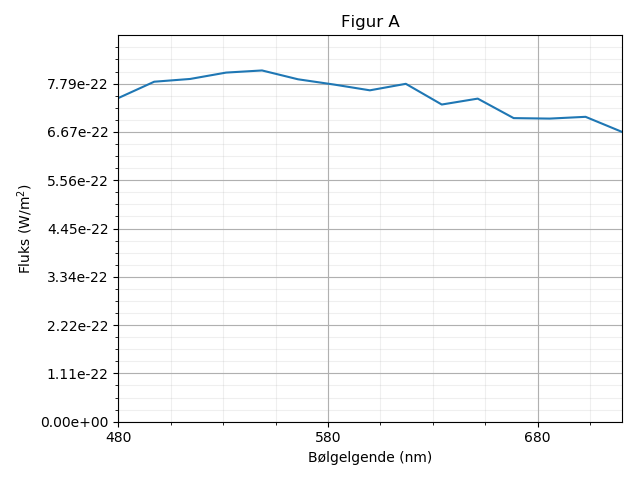 Figur A
7.79e-22
6.67e-22
5.56e-22
4.45e-22
3.34e-22
2.22e-22
1.11e-22
0.00e+00
Fluks (W/m²)
480 580 680
Bølgelgende (nm)